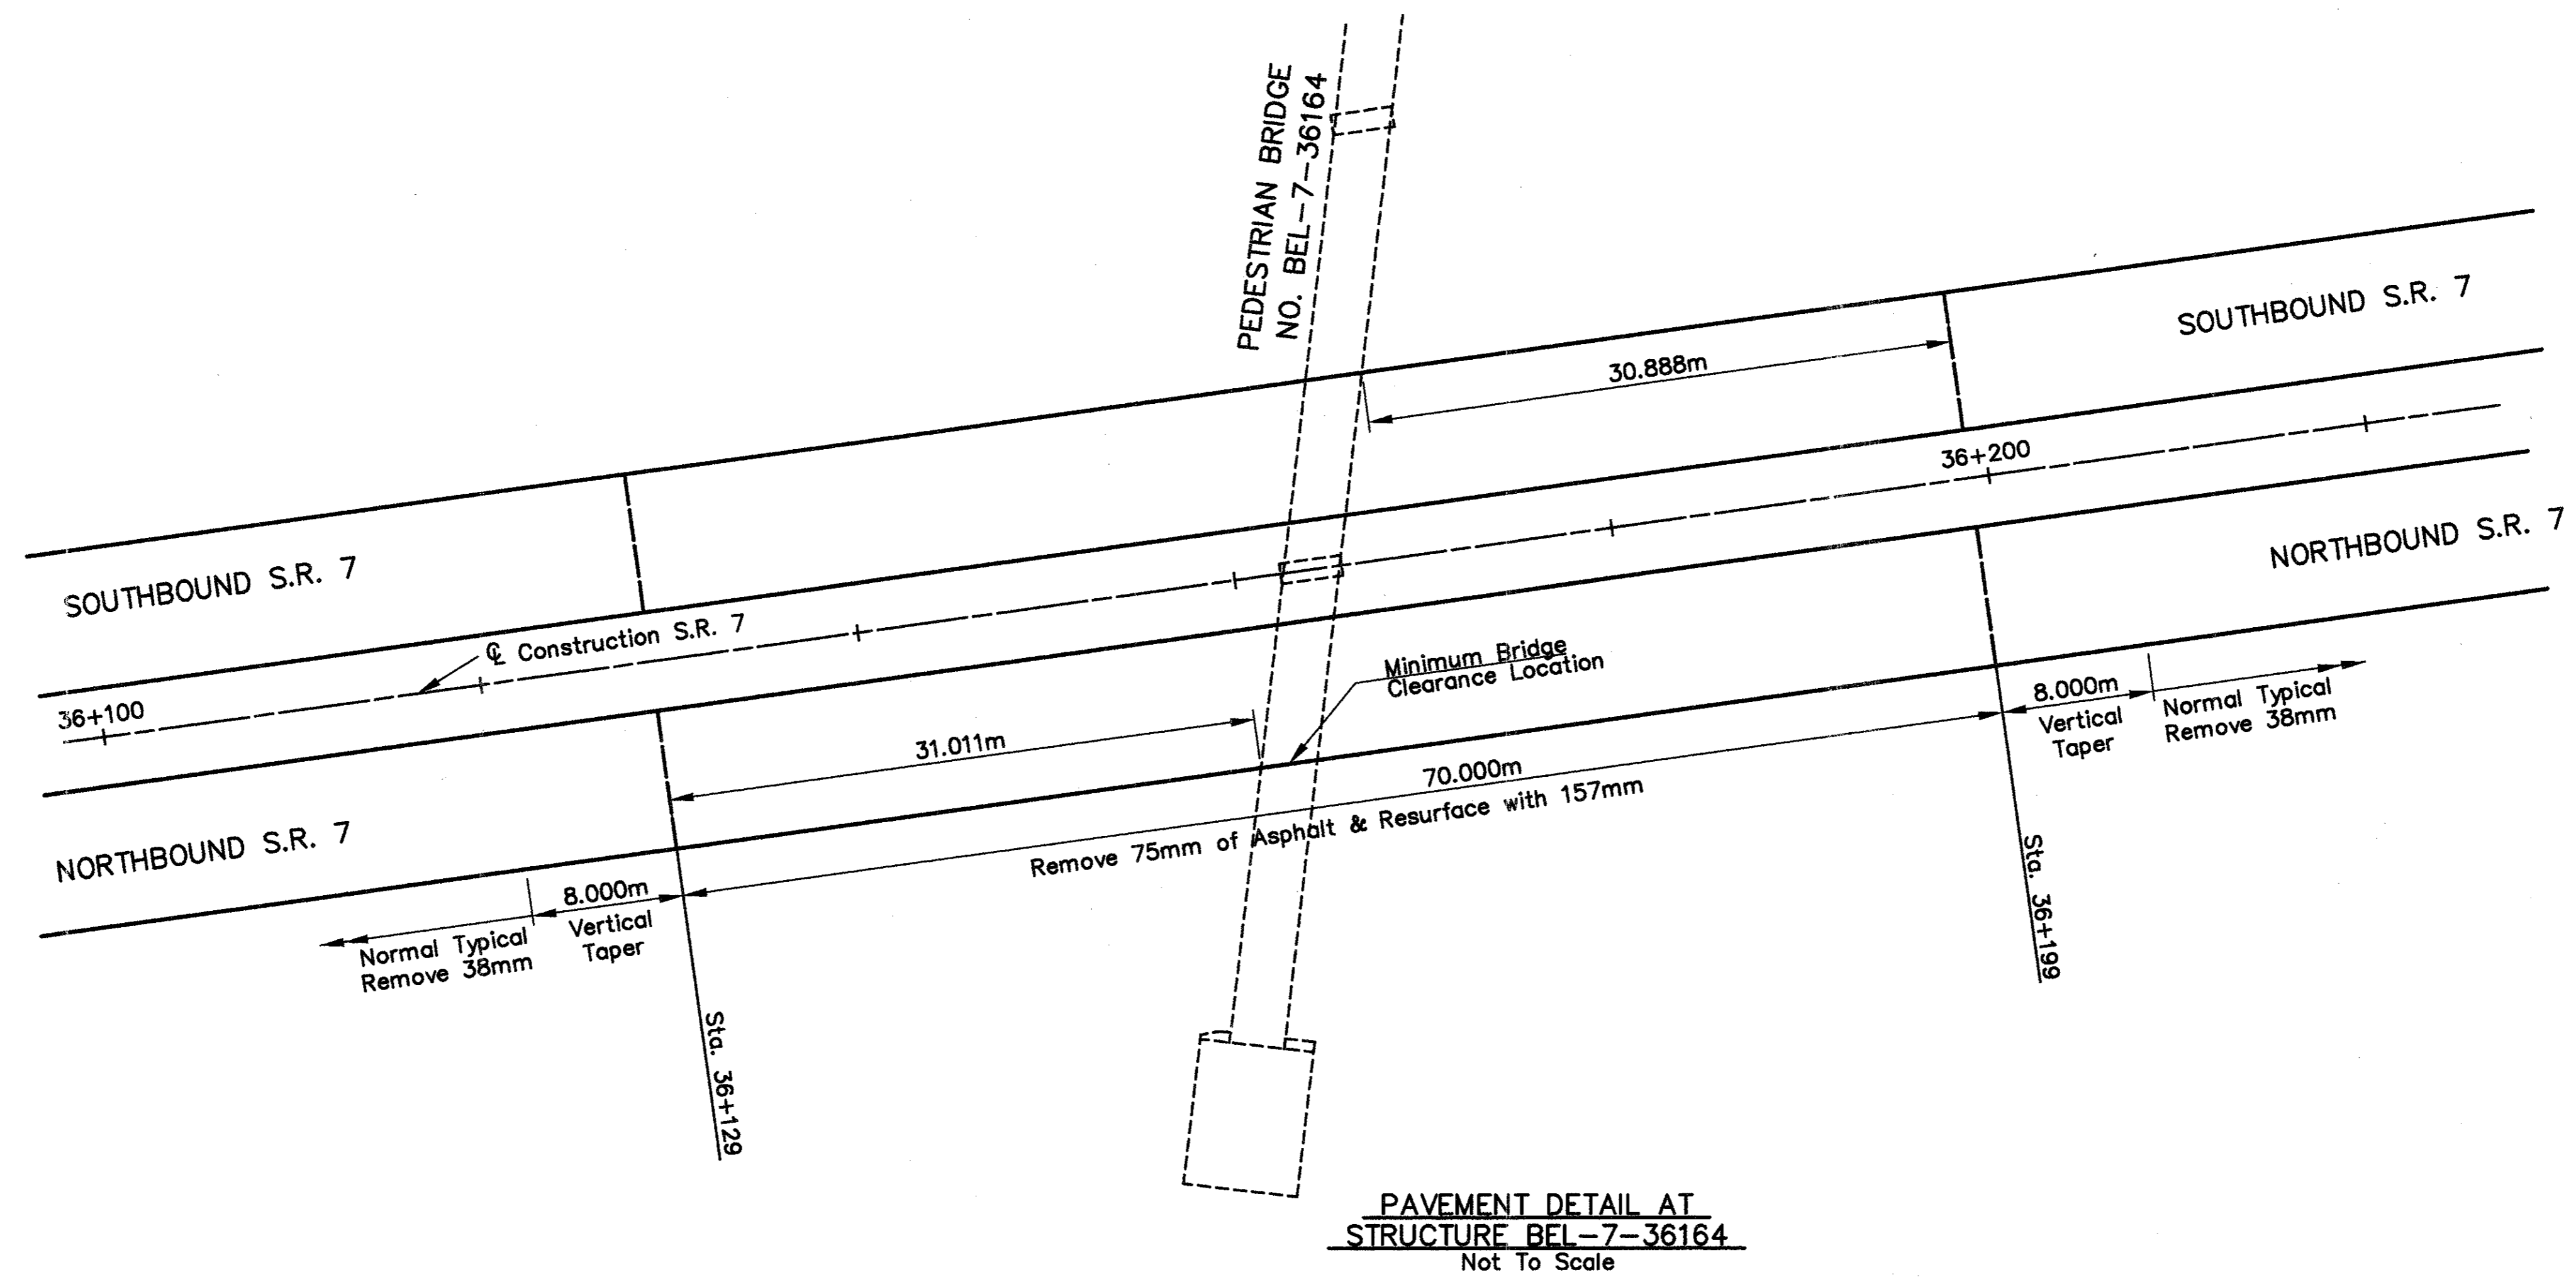 PEDESTRIAN BRIDGE
NO. BEL-7-36164
SOUTHBOUND S.R. 7
30.888m
36+200
NORTHBOUND S.R. 7
SOUTHBOUND S.R. 7
℄ Construction S.R. 7
36+100
Minimum Bridge
Clearance Location
31.011m
8.000m
Vertical
Taper
Normal Typical
Remove 38mm
70.000m
Remove 75mm of Asphalt & Resurface with 157mm
NORTHBOUND S.R. 7
8.000m
Vertical
Taper
Normal Typical
Remove 38mm
Sta. 36+199
Sta. 36+129
PAVEMENT DETAIL AT
STRUCTURE BEL-7-36164
Not To Scale